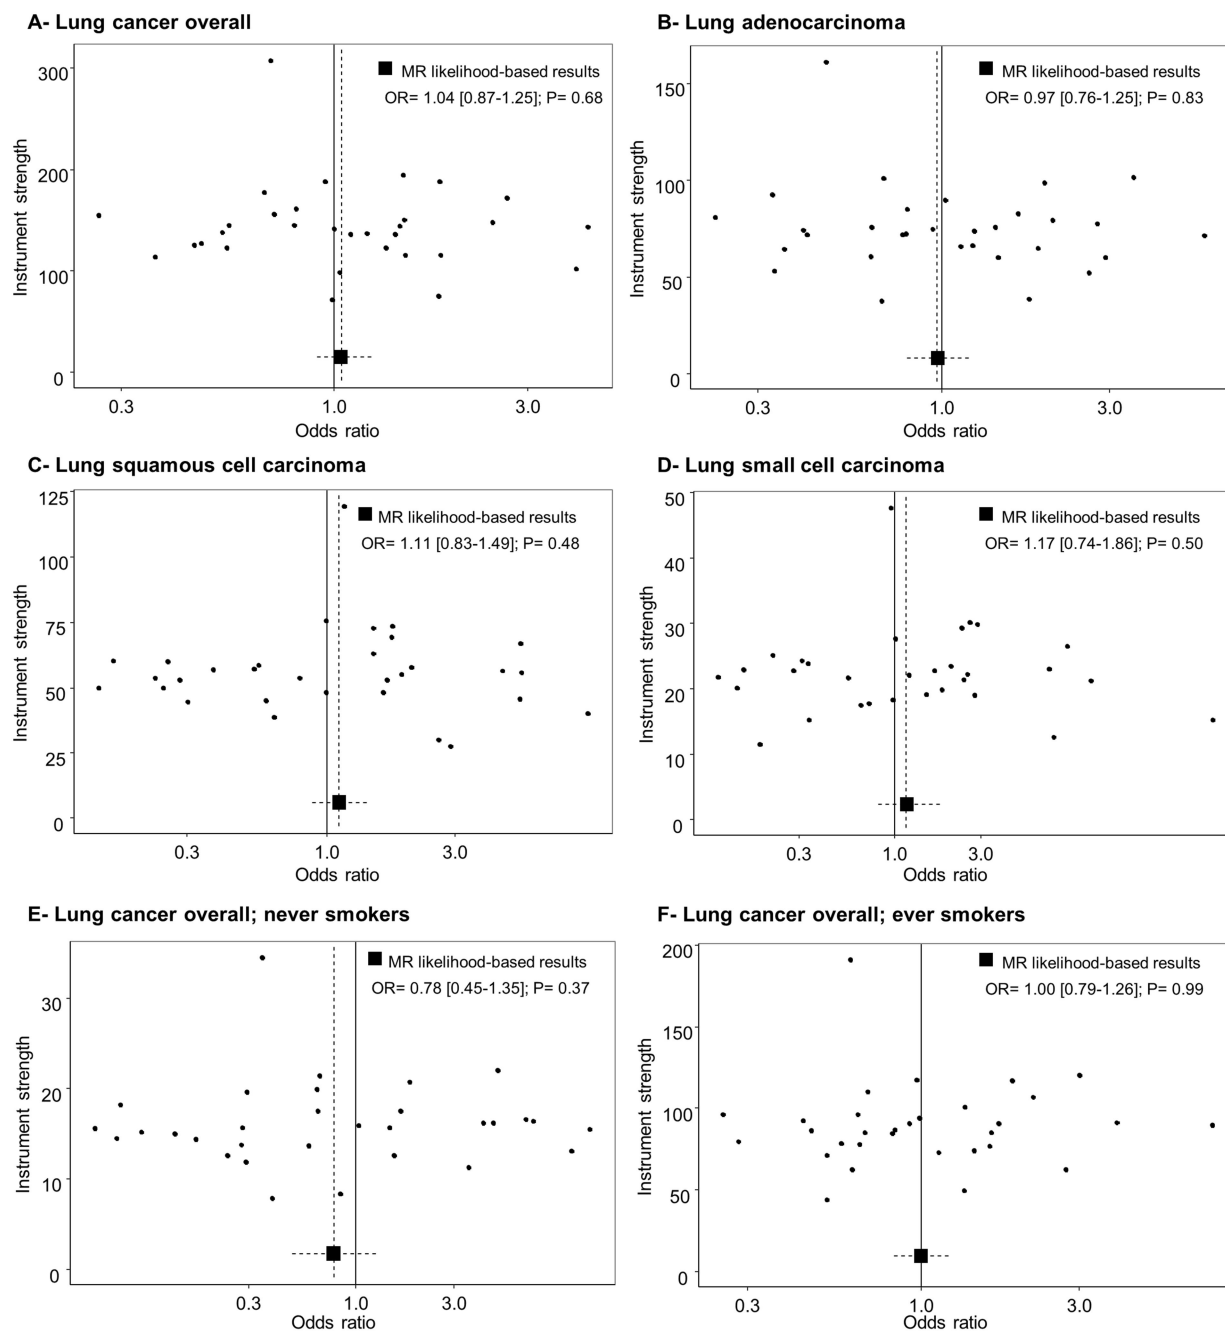 A- Lung cancer overall
MR likelihood-based results
OR= 1.04 [0.87-1.25]; P= 0.68
Instrument strength
300
200
100
0
0.3 1.0 3.0
Odds ratio
B- Lung adenocarcinoma
MR likelihood-based results
OR= 0.97 [0.76-1.25]; P= 0.83
Instrument strength
150
100
50
0
0.3 1.0 3.0
Odds ratio
C- Lung squamous cell carcinoma
MR likelihood-based results
OR= 1.11 [0.83-1.49]; P= 0.48
Instrument strength
125
100
75
50
25
0
0.3 1.0 3.0
Odds ratio
D- Lung small cell carcinoma
MR likelihood-based results
OR= 1.17 [0.74-1.86]; P= 0.50
Instrument strength
50
40
30
20
10
0
0.3 1.0 3.0
Odds ratio
E- Lung cancer overall; never smokers
MR likelihood-based results
OR= 0.78 [0.45-1.35]; P= 0.37
Instrument strength
30
20
10
0
0.3 1.0 3.0
Odds ratio
F- Lung cancer overall; ever smokers
MR likelihood-based results
OR= 1.00 [0.79-1.26]; P= 0.99
Instrument strength
200
150
100
50
0
0.3 1.0 3.0
Odds ratio